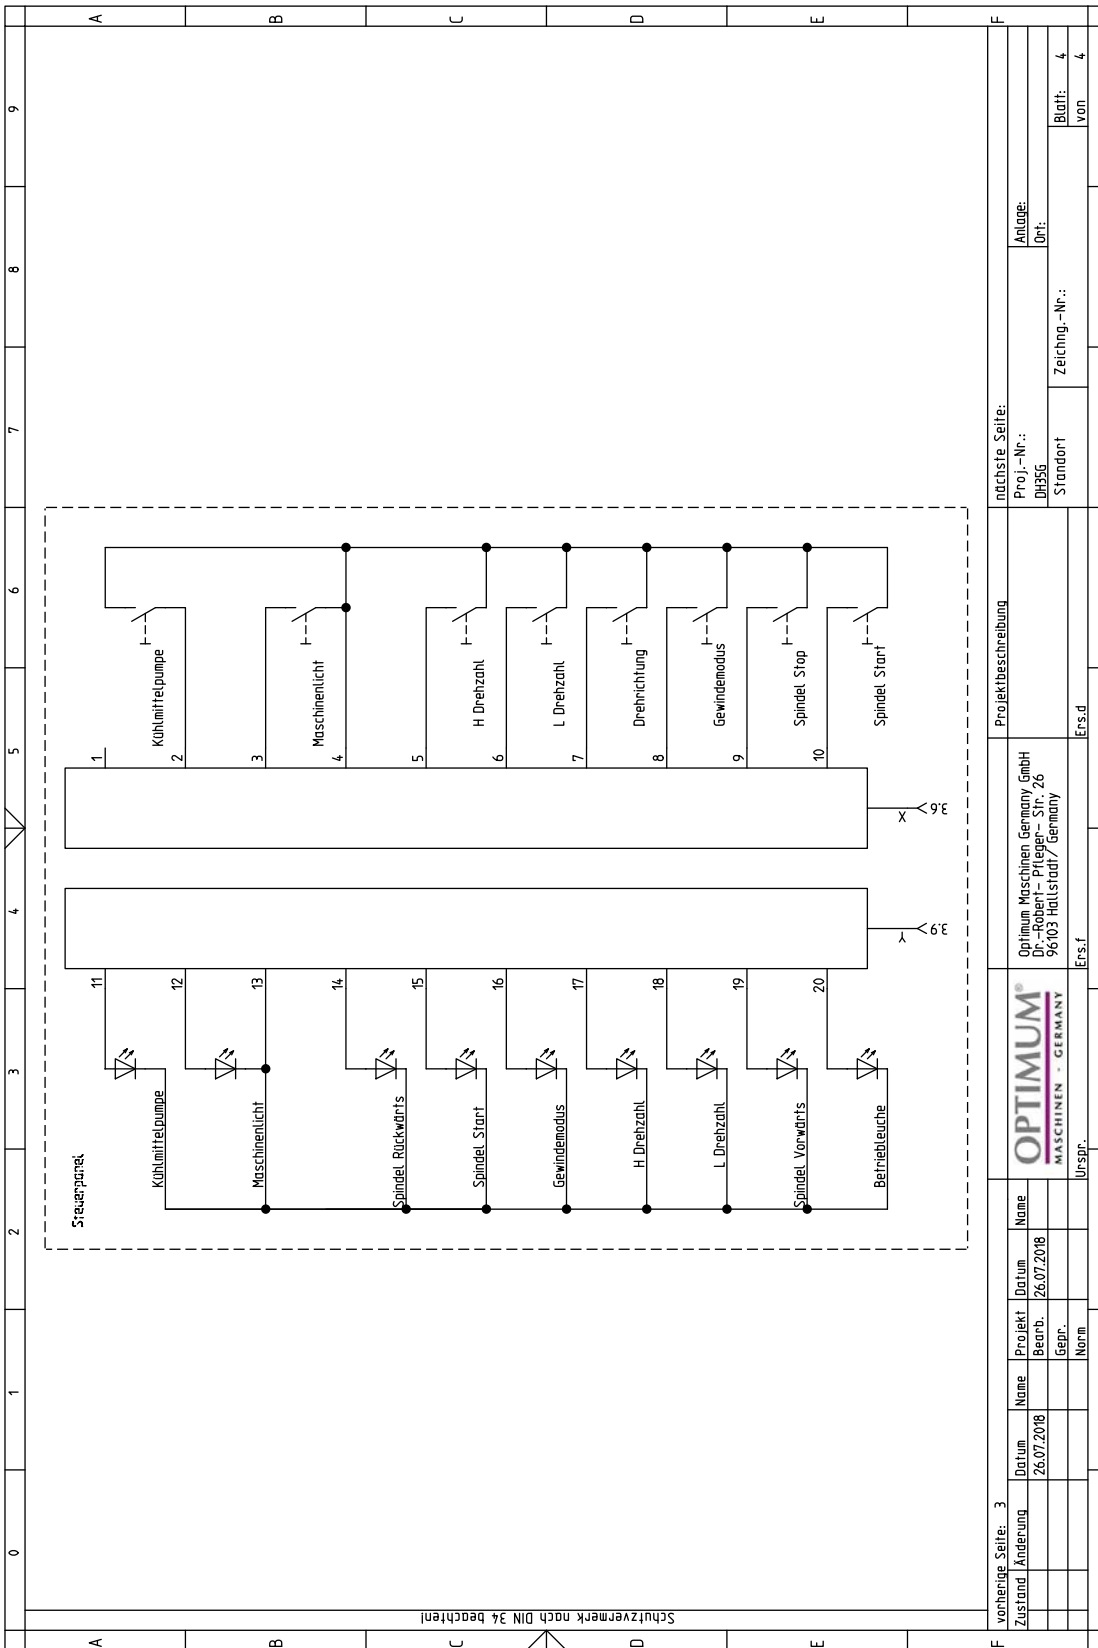 0 1 2 3 4 5 6 7 8 9
A A
B B
C C
D D
E E
F F
Schutzvermerk nach DIN 34 beachten!
Steuerpanel
11
Kühlmittelpumpe
12
13
Maschinenlicht
14
Spindel Rückwärts
15
Spindel Start
16
Gewindemodus
17
H Drehzahl
18
L Drehzahl
19
Spindel Vorwärts
20
Betriebleuche
Y
3.9
X
3.6
1
Kühlmittelpumpe
2
3
Maschinenlicht
4
5
H Drehzahl
6
L Drehzahl
7
Drehrichtung
8
Gewindemodus
9
Spindel Stop
10
Spindel Start
vorherige Seite: 3
Zustand Änderung Datum Name
26.07.2018
Projekt Datum Name
Bearb. 26.07.2018
Gepr.
Norm
Urspr.
OPTIMUM®
MASCHINEN - GERMANY
Optimum Maschinen Germany GmbH
Dr.-Robert- Pfleger- Str. 26
96103 Hallstadt/ Germany
Ers.f
Ers.d
Projektbeschreibung
nächste Seite:
Proj.-Nr.:
DH35G
Standort
Anlage:
Ort:
Zeichng.-Nr.:
Blatt: 4
von 4